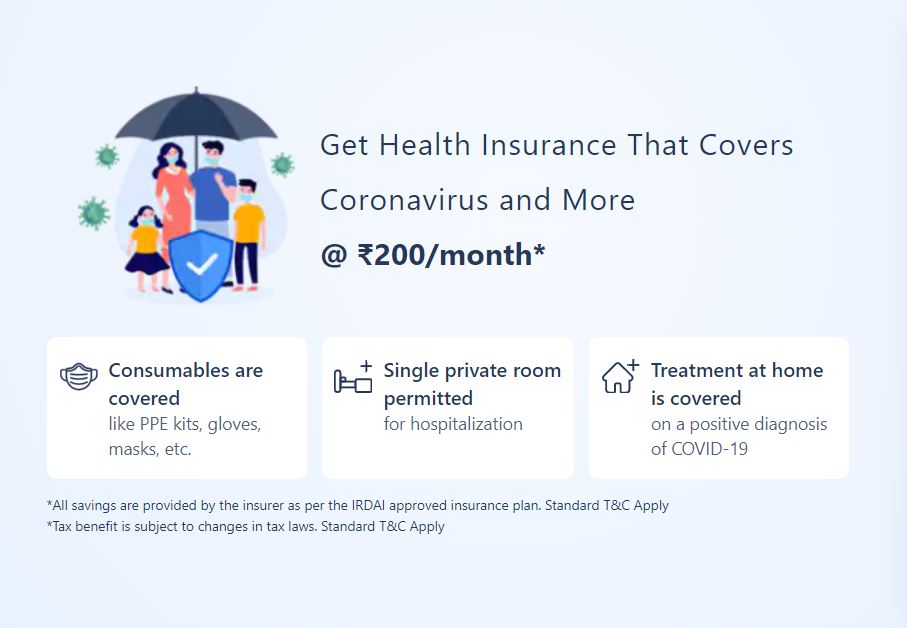 Get Health Insurance That Covers
Coronavirus and More
@ ₹200/month*
Consumables are
covered
like PPE kits, gloves,
masks, etc.
Single private room
permitted
for hospitalization
Treatment at home
is covered
on a positive diagnosis
of COVID-19
*All savings are provided by the insurer as per the IRDAI approved insurance plan. Standard T&C Apply
*Tax benefit is subject to changes in tax laws. Standard T&C Apply